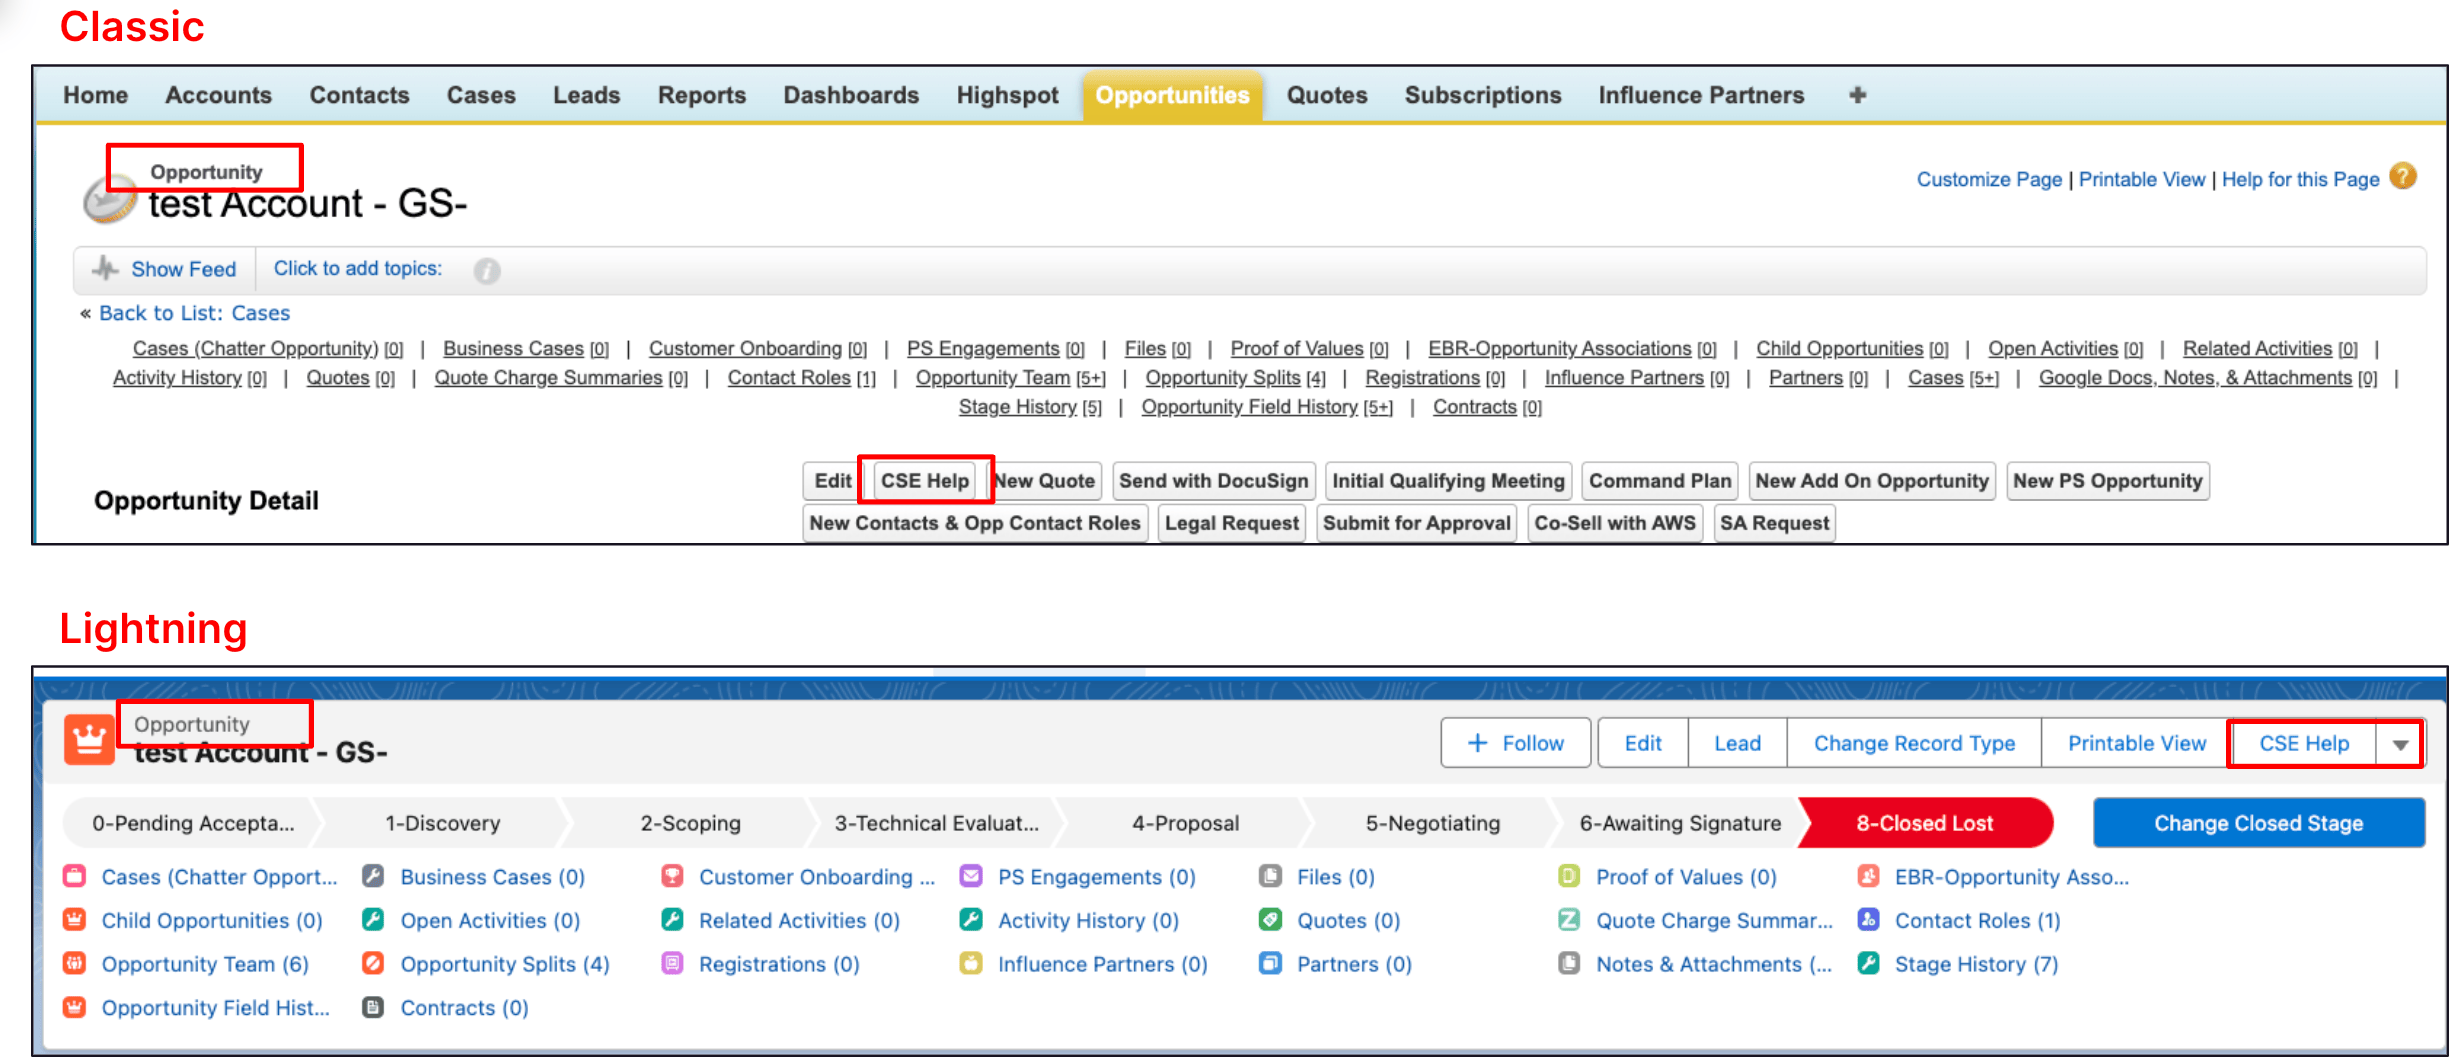 Classic
Home Accounts Contacts Cases Leads Reports Dashboards Highspot Opportunities Quotes Subscriptions Influence Partners +
Opportunity
test Account - GS-
Customize Page | Printable View | Help for this Page ?
Show Feed Click to add topics: i
« Back to List: Cases
Cases (Chatter Opportunity) [0] | Business Cases [0] | Customer Onboarding [0] | PS Engagements [0] | Files [0] | Proof of Values [0] | EBR-Opportunity Associations [0] | Child Opportunities [0] | Open Activities [0] | Related Activities [0] |
Activity History [0] | Quotes [0] | Quote Charge Summaries [0] | Contact Roles [1] | Opportunity Team [5+] | Opportunity Splits [4] | Registrations [0] | Influence Partners [0] | Partners [0] | Cases [5+] | Google Docs, Notes, & Attachments [0] |
Stage History [5] | Opportunity Field History [5+] | Contracts [0]
Opportunity Detail
Edit CSE Help New Quote Send with DocuSign Initial Qualifying Meeting Command Plan New Add On Opportunity New PS Opportunity
New Contacts & Opp Contact Roles Legal Request Submit for Approval Co-Sell with AWS SA Request
Lightning
Opportunity
test Account - GS-
+ Follow Edit Lead Change Record Type Printable View CSE Help
0-Pending Accepta... 1-Discovery 2-Scoping 3-Technical Evaluat... 4-Proposal 5-Negotiating 6-Awaiting Signature 8-Closed Lost Change Closed Stage
Cases (Chatter Opport... Business Cases (0) Customer Onboarding ... PS Engagements (0) Files (0) Proof of Values (0) EBR-Opportunity Asso...
Child Opportunities (0) Open Activities (0) Related Activities (0) Activity History (0) Quotes (0) Quote Charge Summar... Contact Roles (1)
Opportunity Team (6) Opportunity Splits (4) Registrations (0) Influence Partners (0) Partners (0) Notes & Attachments (... Stage History (7)
Opportunity Field Hist... Contracts (0)